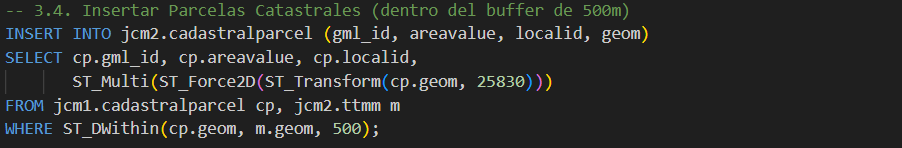 -- 3.4. Insertar Parcelas Catastrales (dentro del buffer de 500m)
INSERT INTO jcm2.cadastralparcel (gml_id, areavalue, localid, geom)
SELECT cp.gml_id, cp.areavalue, cp.localid,
       ST_Multi(ST_Force2D(ST_Transform(cp.geom, 25830)))
FROM jcm1.cadastralparcel cp, jcm2.ttmm m
WHERE ST_DWithin(cp.geom, m.geom, 500);